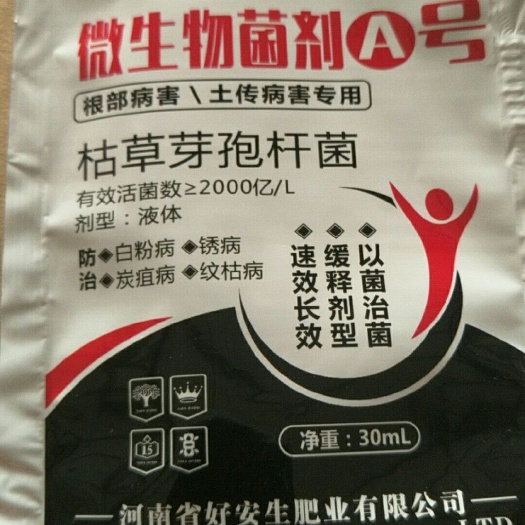 微生物菌剂A号
根部病害\土传病害专用
枯草芽孢杆菌
有效活菌数≥2000亿/L
剂型：液体
防治
◈白粉病 ◈锈病
◈炭疽病 ◈纹枯病
◈以菌治菌
◈缓释剂型
◈速效长效
15
净重：30mL
河南省好安生肥业有限公司
LTD